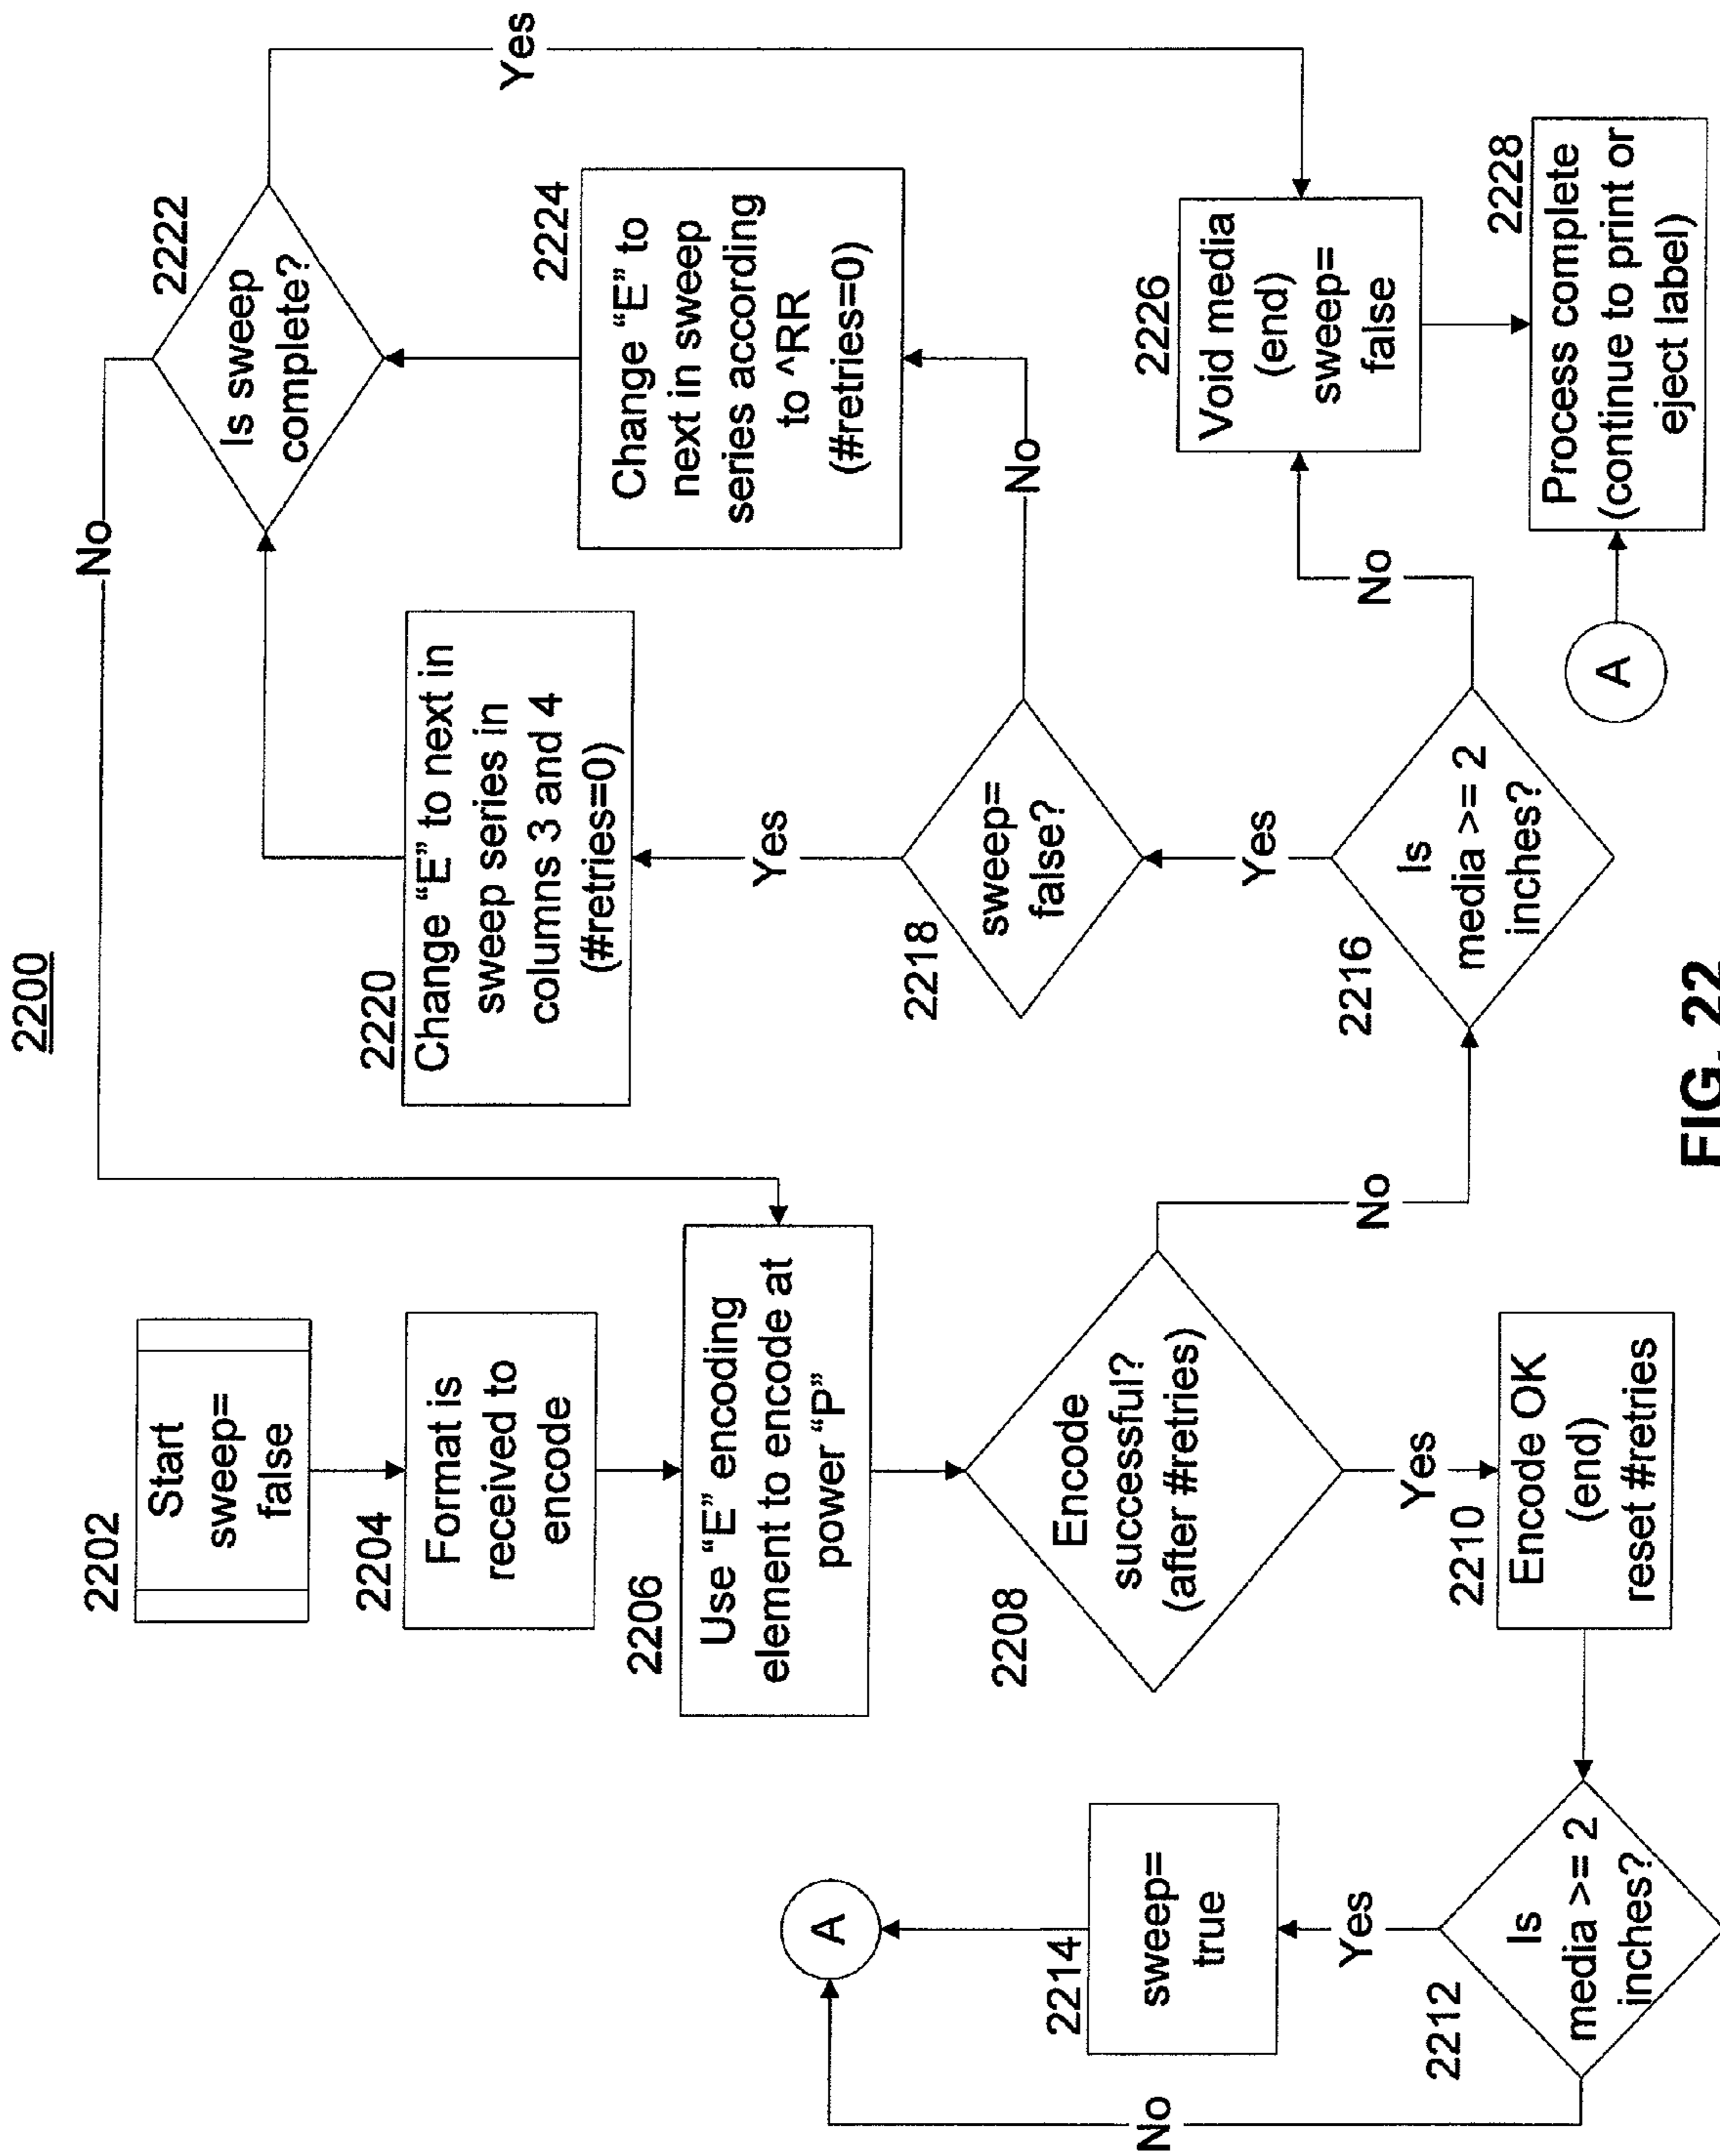 2200
2202
Start
sweep=
false
2204
Format is
received to
encode
2206
Use “E” encoding
element to encode at
power “P”
2208
Encode
successful?
(after #retries)
Yes
No
2210
Encode OK
(end)
reset #retries
2212
Is
media >= 2
inches?
Yes
No
2214
sweep=
true
A
2216
Is
media >= 2
inches?
Yes
No
2218
sweep=
false?
Yes
No
2220
Change “E” to next in
sweep series in
columns 3 and 4
(#retries=0)
2222
Is sweep
complete?
No
Yes
2224
Change “E” to
next in sweep
series according
to ^RR
(#retries=0)
2226
Void media
(end)
sweep=
false
2228
Process complete
(continue to print or
eject label)
A
FIG. 22